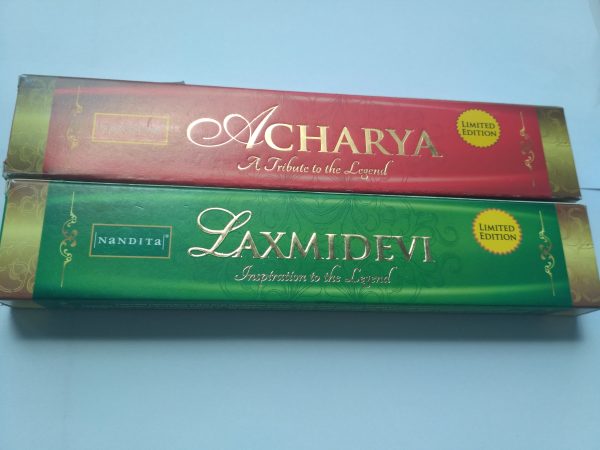 ACHARYA
A Tribute to the Legend
LIMITED
EDITION
NANDITA
LAXMIDEVI
Inspiration to the Legend
LIMITED
EDITION